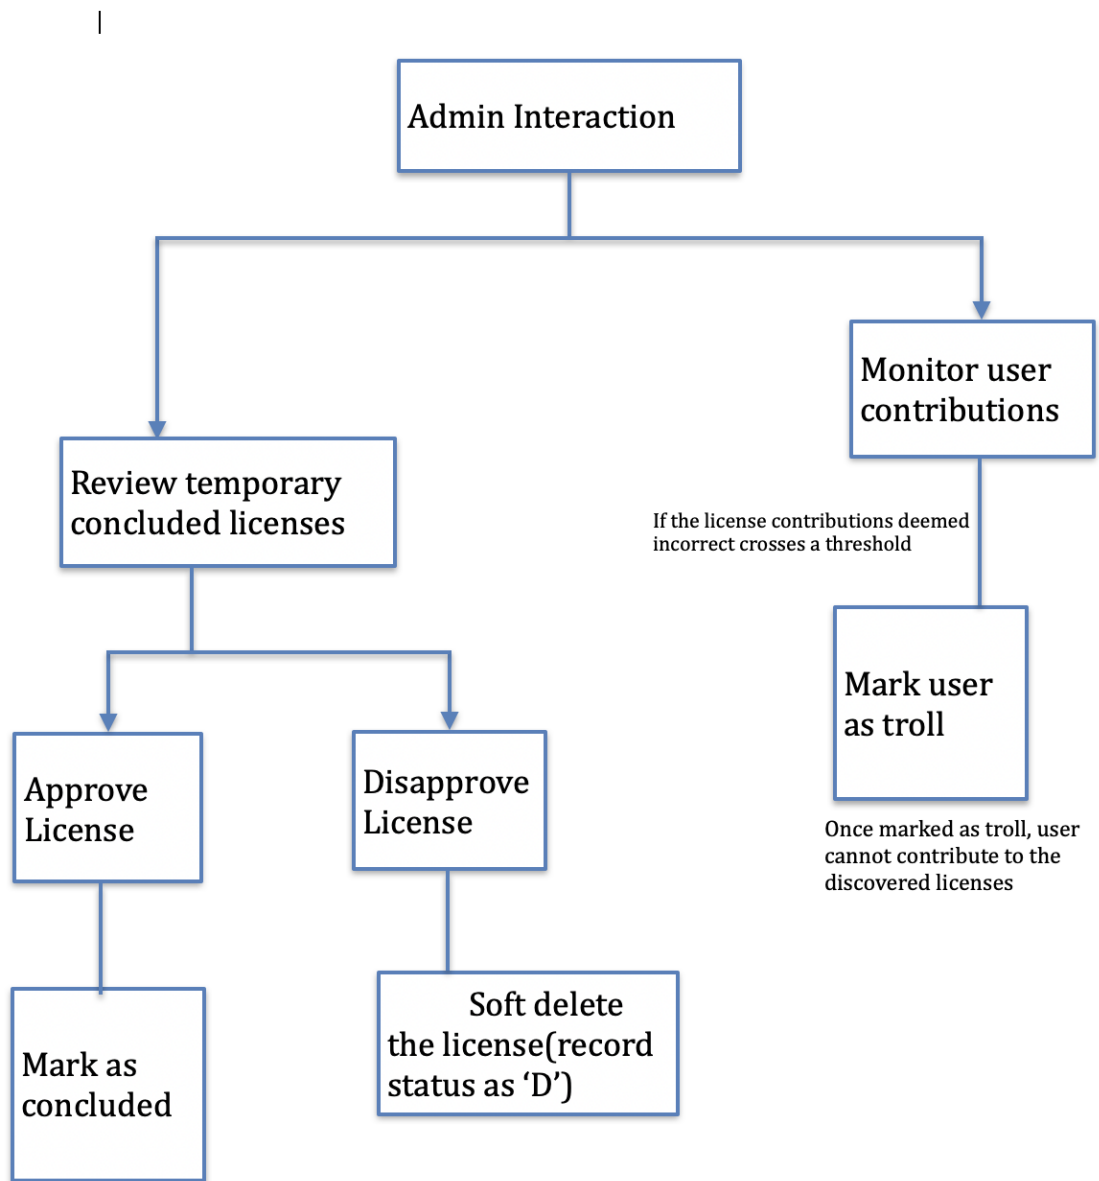 Admin Interaction
Monitor user
contributions
Review temporary
concluded licenses
If the license contributions deemed
incorrect crosses a threshold
Mark user
as troll
Approve
License
Disapprove
License
Once marked as troll, user
cannot contribute to the
discovered licenses
Soft delete
the license(record
status as ‘D’)
Mark as
concluded